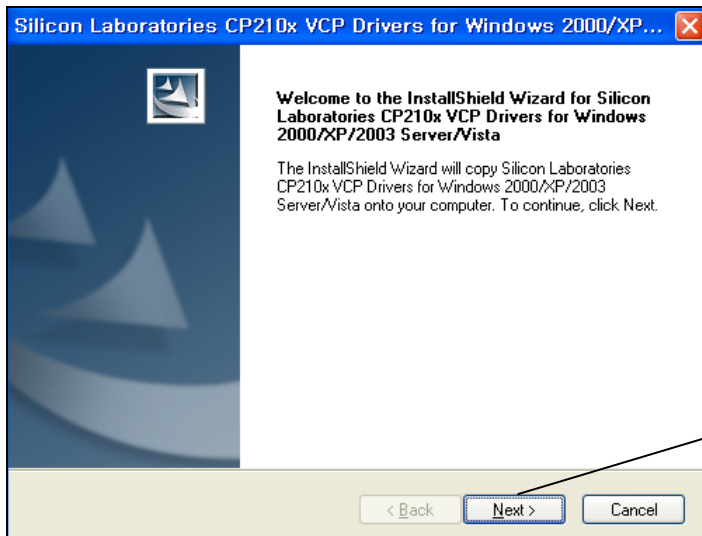 Silicon Laboratories CP210x VCP Drivers for Windows 2000/XP...
Welcome to the InstallShield Wizard for Silicon
Laboratories CP210x VCP Drivers for Windows
2000/XP/2003 Server/Vista
The InstallShield Wizard will copy Silicon Laboratories
CP210x VCP Drivers for Windows 2000/XP/2003
Server/Vista onto your computer. To continue, click Next.
< Back Next > Cancel